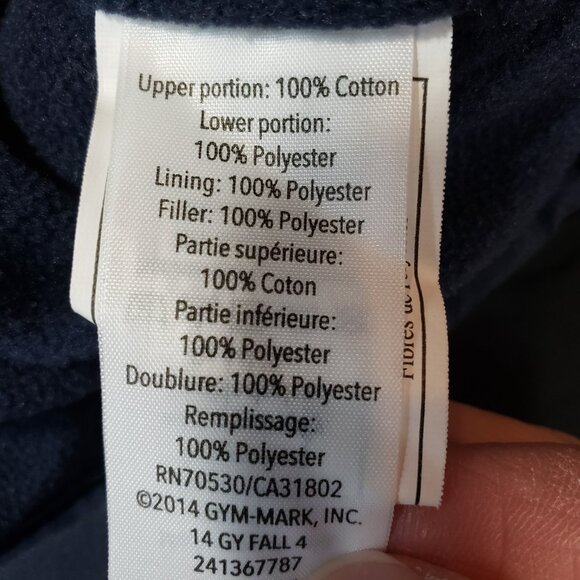 Upper portion: 100% Cotton
Lower portion:
100% Polyester
Lining: 100% Polyester
Filler: 100% Polyester
Partie supérieure:
100% Coton
Partie inférieure:
100% Polyester
Doublure: 100% Polyester
Remplissage:
100% Polyester
RN70530/CA31802
©2014 GYM-MARK, INC.
14 GY FALL 4
241367787
Fibres de